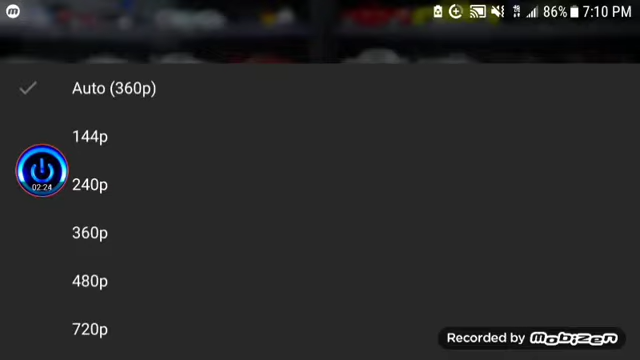 m
86% 7:10 PM
Auto (360p)
144p
02:24
240p
360p
480p
720p
Recorded by mobizen